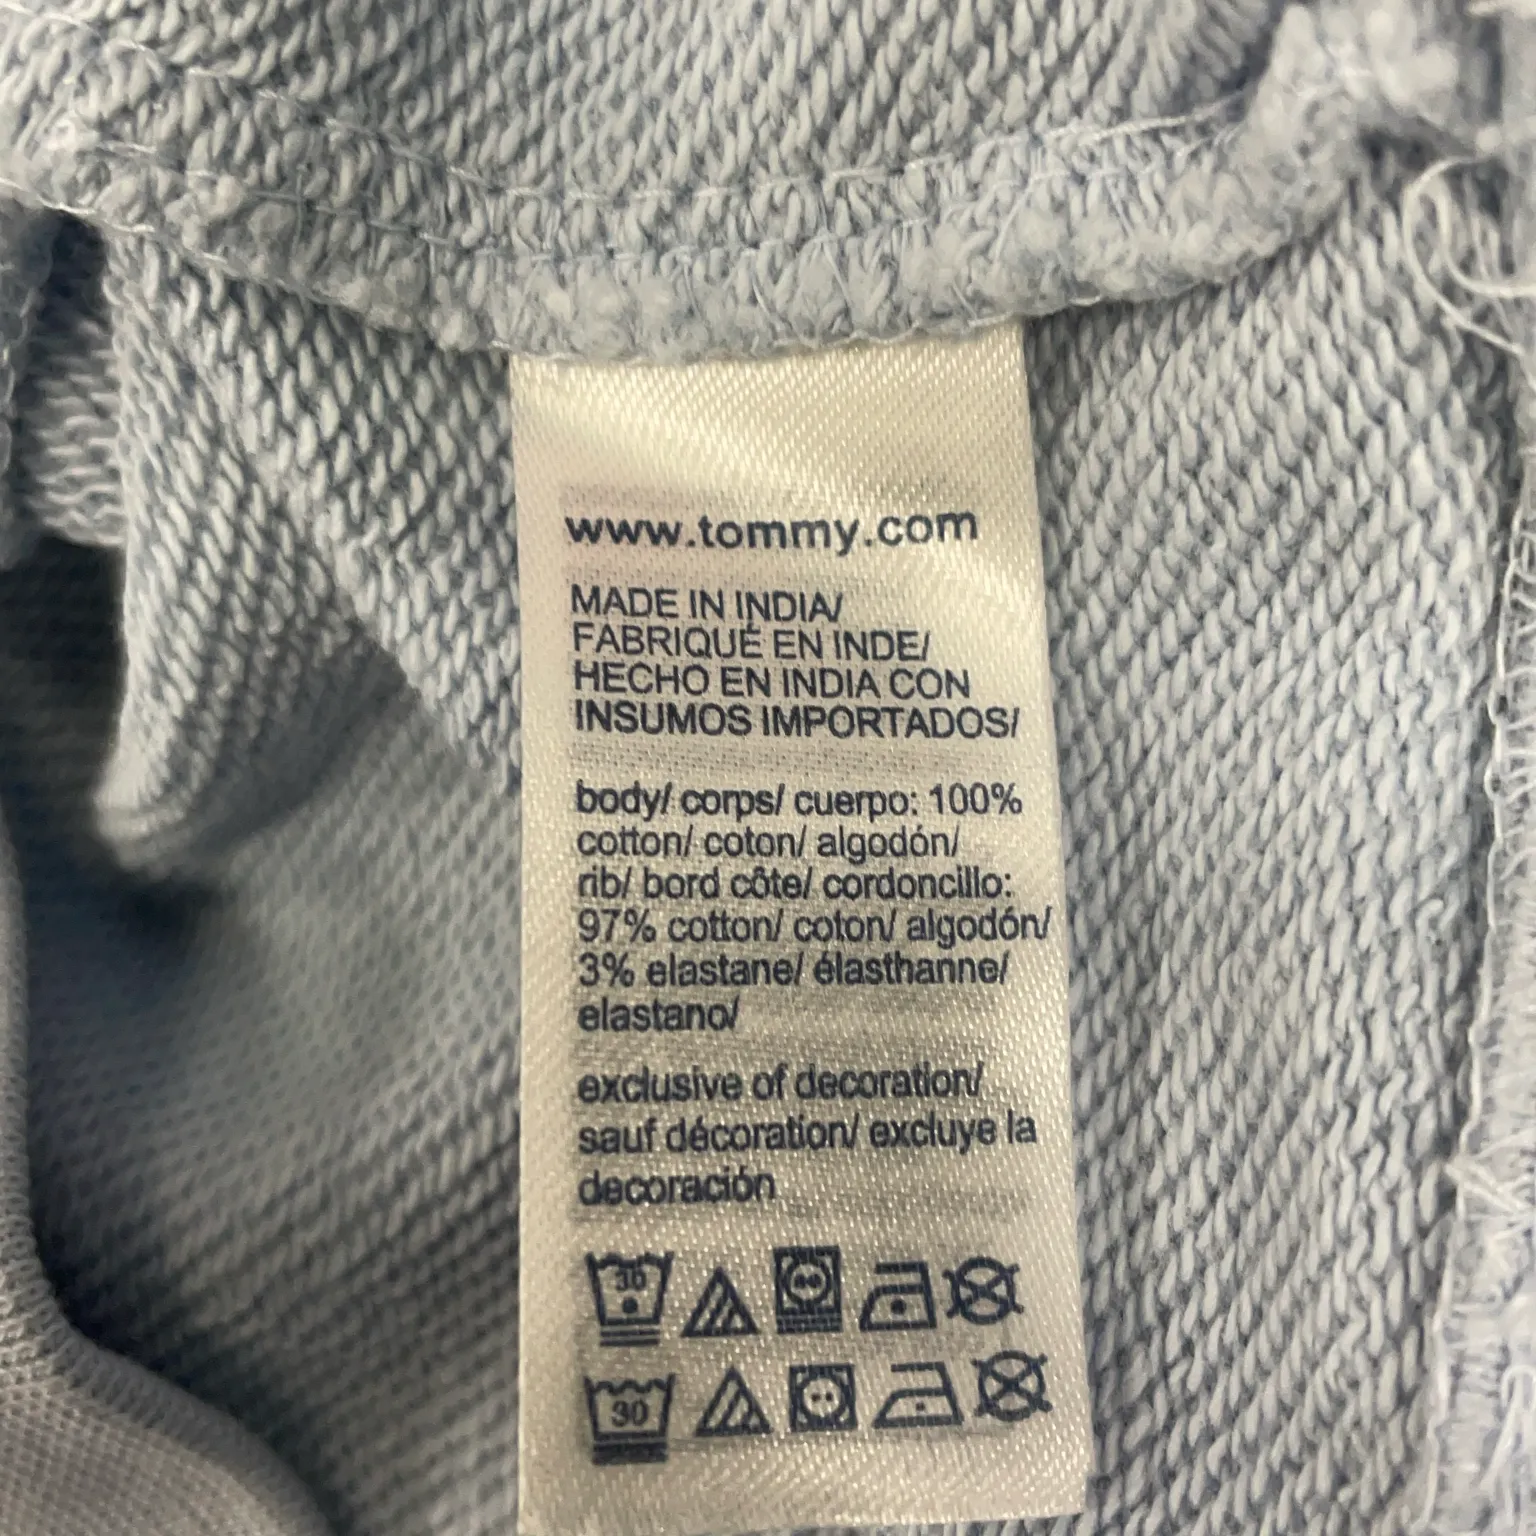 www.tommy.com
MADE IN INDIA/
FABRIQUÉ EN INDE/
HECHO EN INDIA CON
INSUMOS IMPORTADOS/
body/ corps/ cuerpo: 100%
cotton/ coton/ algodón/
rib/ bord côte/ cordoncillo:
97% cotton/ coton/ algodón/
3% elastane/ élasthanne/
elastano/
exclusive of decoration/
sauf décoration/ excluye la
decoración
30
30